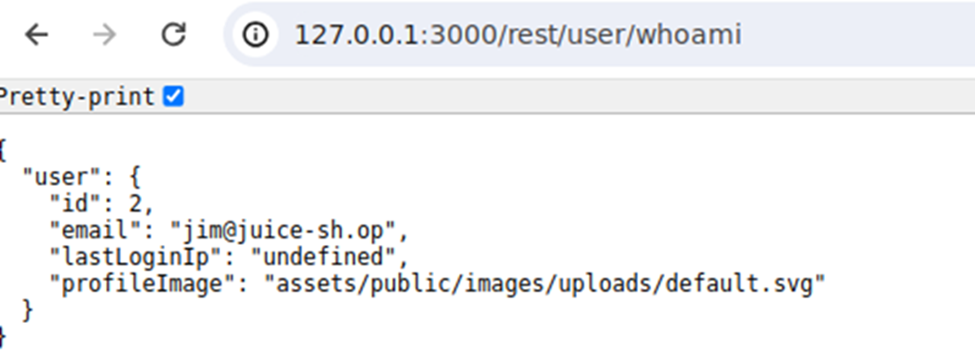 127.0.0.1:3000/rest/user/whoami
Pretty-print
{
"user": {
"id": 2,
"email": "jim@juice-sh.op",
"lastLoginIp": "undefined",
"profileImage": "assets/public/images/uploads/default.svg"
}
}